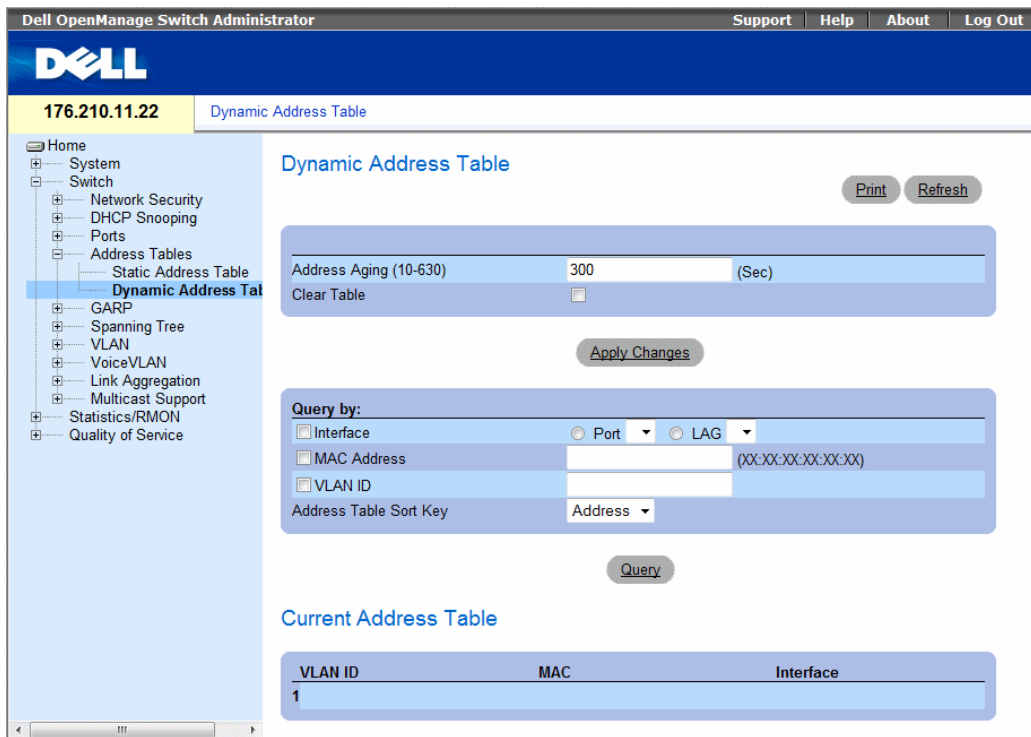 Dell OpenManage Switch Administrator Support Help About Log Out
DELL
176.210.11.22 Dynamic Address Table
Home
System
Switch
Network Security
DHCP Snooping
Ports
Address Tables
Static Address Table
Dynamic Address Tab
GARP
Spanning Tree
VLAN
VoiceVLAN
Link Aggregation
Multicast Support
Statistics/RMON
Quality of Service
Dynamic Address Table
Print Refresh
Address Aging (10-630) 300 (Sec)
Clear Table
Apply Changes
Query by:
Interface Port LAG
MAC Address (XX:XX:XX:XX:XX:XX)
VLAN ID
Address Table Sort Key Address
Query
Current Address Table
VLAN ID MAC Interface
1